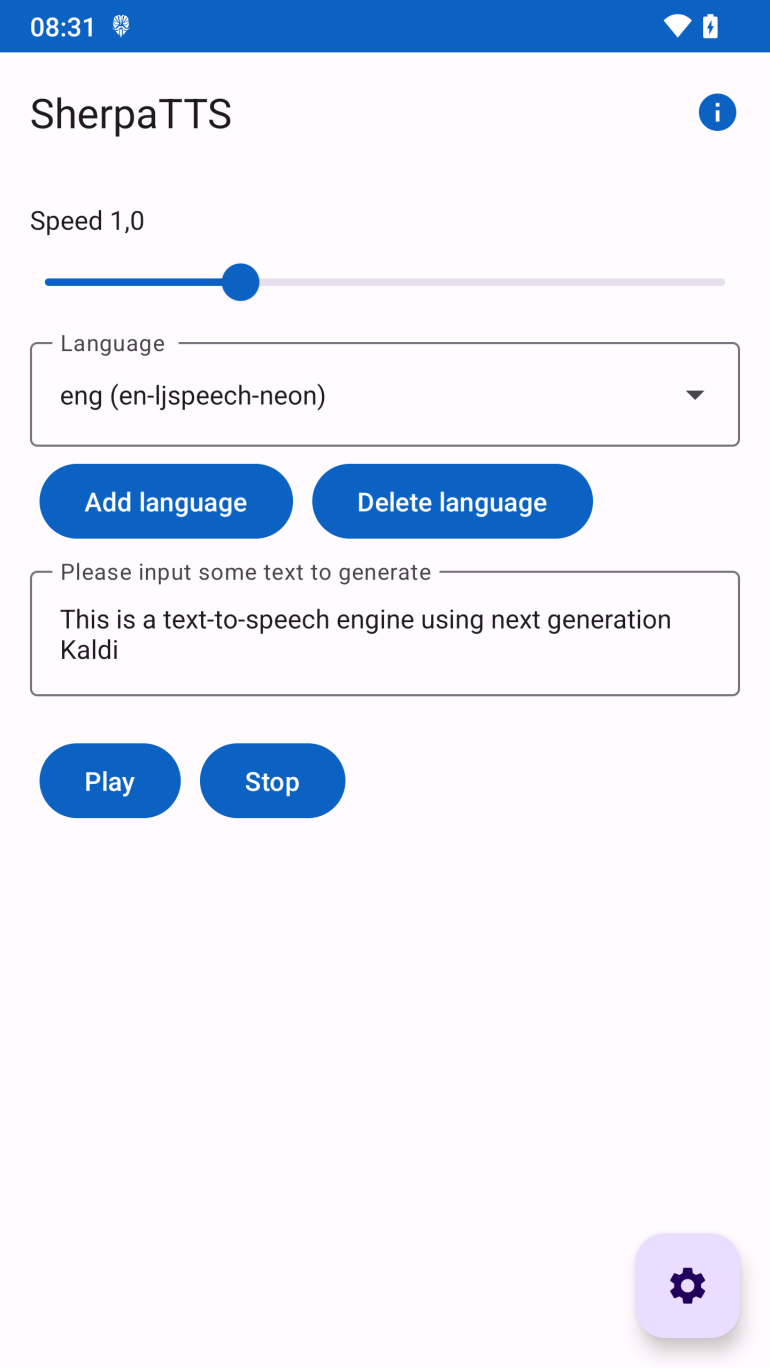 08:31
SherpaTTS
Speed 1,0
Language
eng (en-ljspeech-neon)
Add language Delete language
Please input some text to generate
This is a text-to-speech engine using next generation
Kaldi
Play Stop